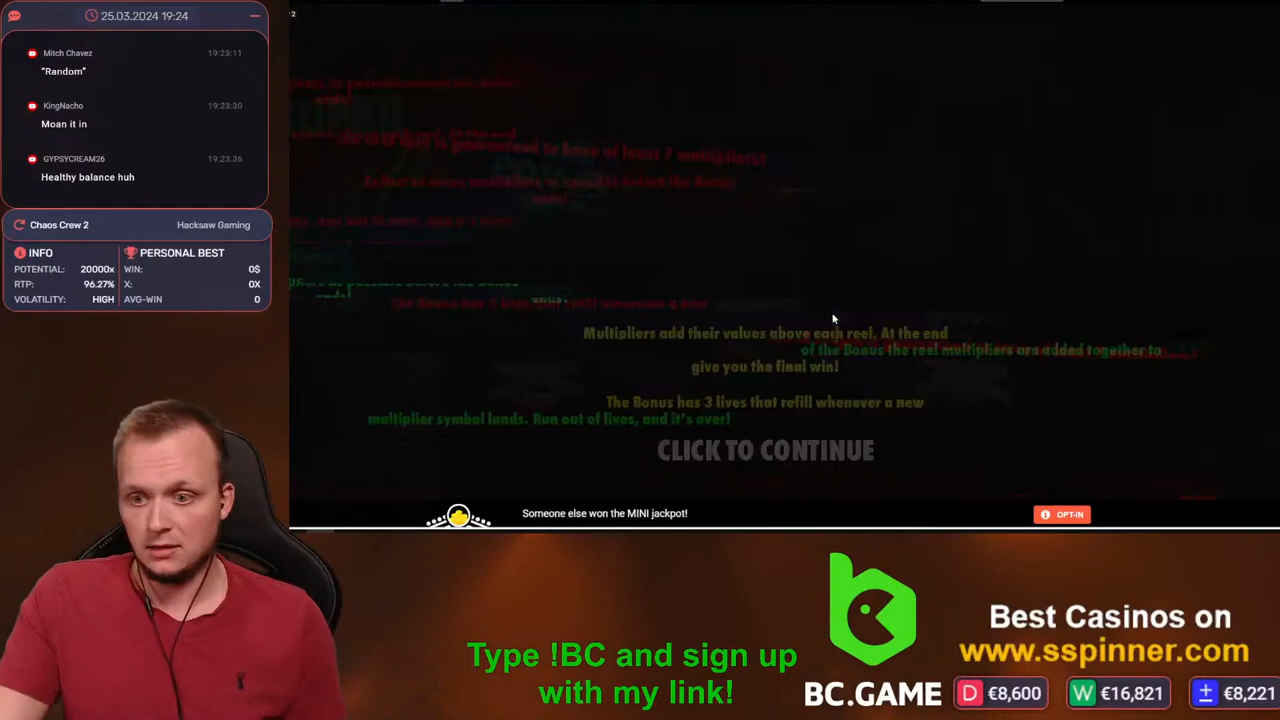 25.03.2024 19:24
Mitch Chavez 19:23:11
"Random"
KingNacho 19:23:30
Moan it in
GYPSYCREAM26 19:23:36
Healthy balance huh
Chaos Crew 2 Hacksaw Gaming
INFO PERSONAL BEST
POTENTIAL: 20000x WIN: 0$
RTP: 96.27% X: 0X
VOLATILITY: HIGH AVG-WIN 0
2
Multipliers add their values above each reel. At the end
of the Bonus the reel multipliers are added together to
give you the final win!
The Bonus has 3 lives that refill whenever a new
multiplier symbol lands. Run out of lives, and it's over!
CLICK TO CONTINUE
Someone else won the MINI jackpot!
OPT-IN
Type !BC and sign up
with my link!
BC.GAME
Best Casinos on
www.sspinner.com
D €8,600 W €16,821 ± €8,221